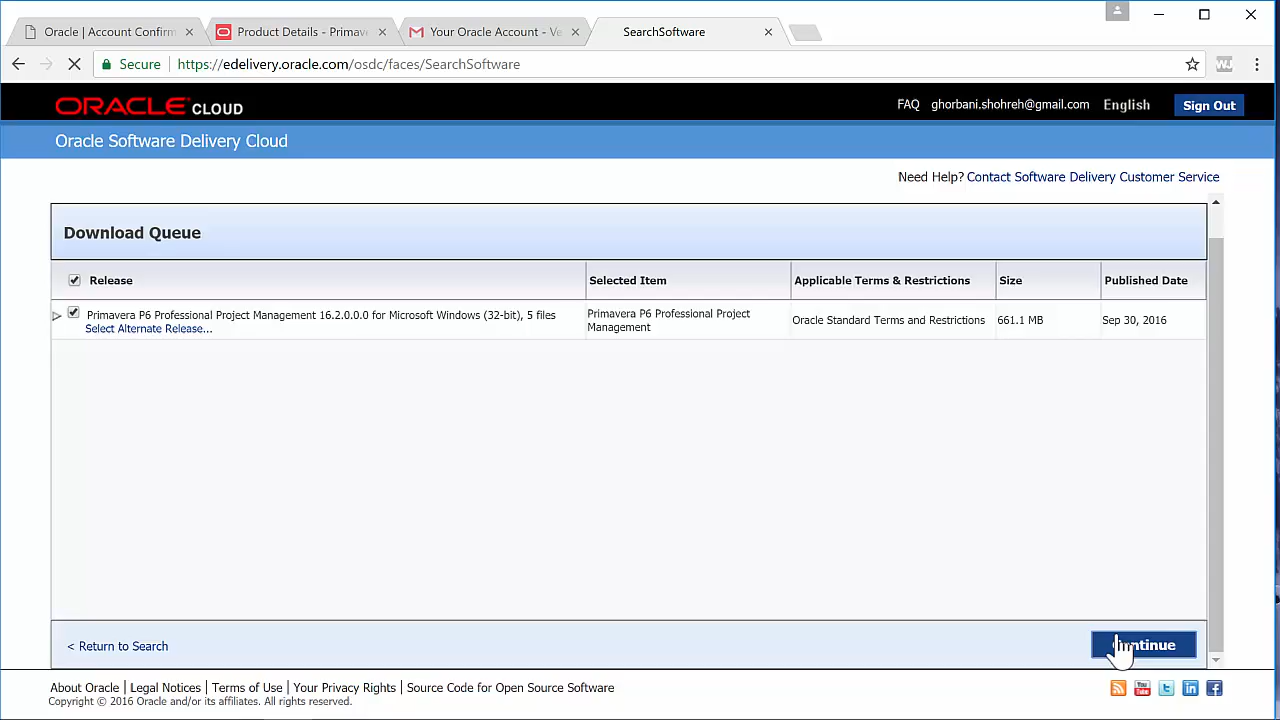 Oracle | Account Confirm
Product Details - Primave
Your Oracle Account - Ve
SearchSoftware
Secure
https://edelivery.oracle.com/osdc/faces/SearchSoftware
ORACLE CLOUD
FAQ
ghorbani.shohreh@gmail.com
English
Sign Out
Oracle Software Delivery Cloud
Need Help? Contact Software Delivery Customer Service
Download Queue
Release
Selected Item
Applicable Terms & Restrictions
Size
Published Date
Primavera P6 Professional Project Management 16.2.0.0.0 for Microsoft Windows (32-bit), 5 files
Select Alternate Release...
Primavera P6 Professional Project
Management
Oracle Standard Terms and Restrictions
661.1 MB
Sep 30, 2016
< Return to Search
Continue
About Oracle | Legal Notices | Terms of Use | Your Privacy Rights | Source Code for Open Source Software
Copyright © 2016 Oracle and/or its affiliates. All rights reserved.